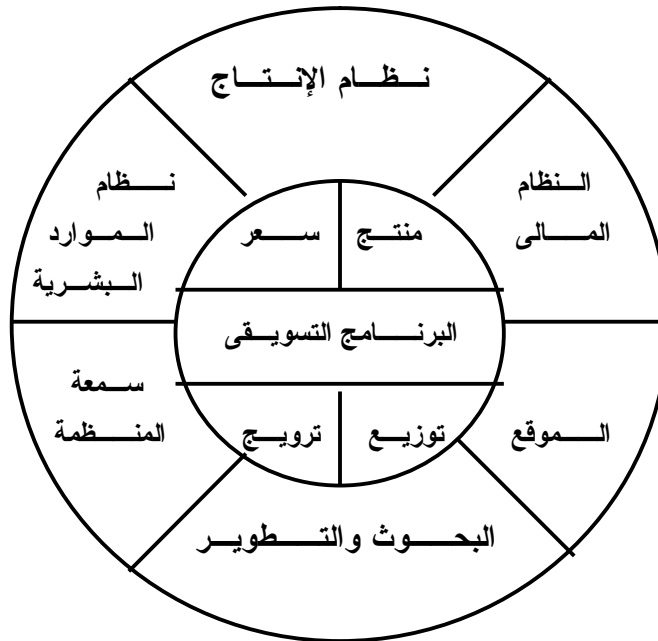 نظام الإنتاج
النظام
المالى
نظام
الموارد
البشرية
منتج
سعر
البرنامج التسويقى
الموقع
سمعة
المنظمة
توزيع
ترويج
البحوث والتطوير